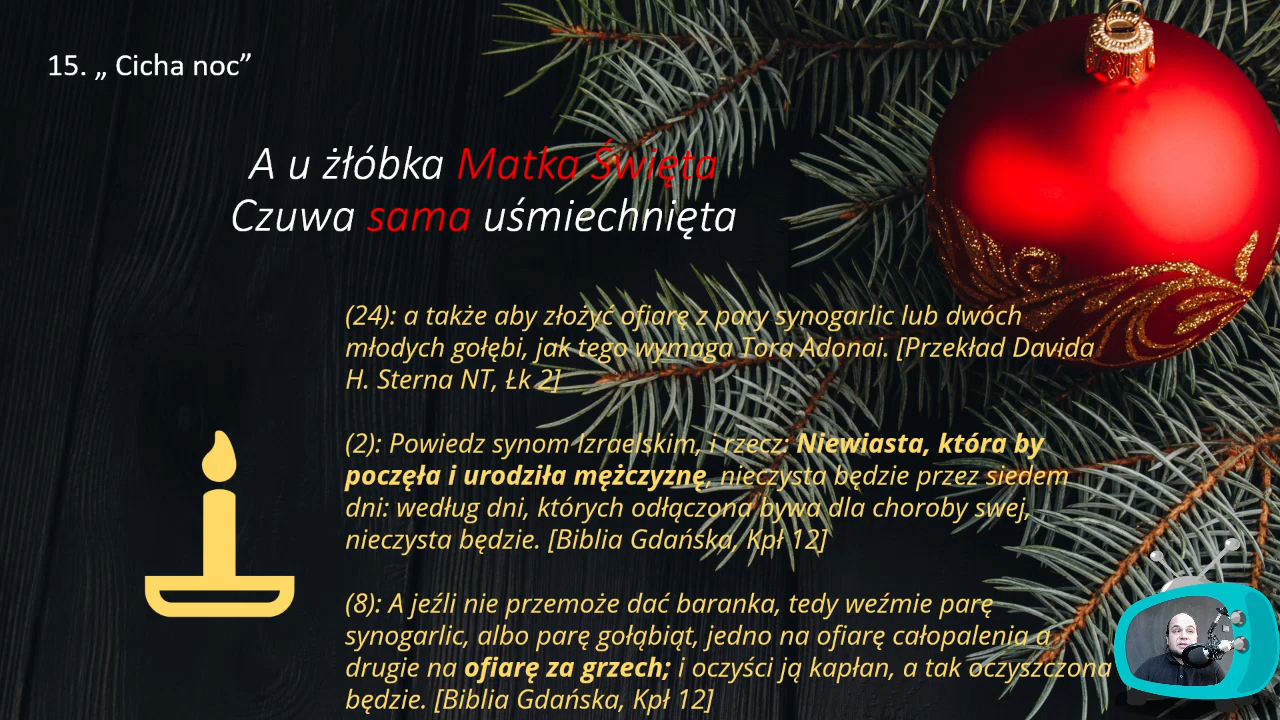 15. „ Cicha noc”
A u żłóbka Matka Święta
Czuwa sama uśmiechnięta
(24): a także aby złożyć ofiarę z pary synogarlic lub dwóch
młodych gołębi, jak tego wymaga Tora Adonai. [Przekład Davida
H. Sterna NT, Łk 2]
(2): Powiedz synom Izraelskim, i rzecz: Niewiasta, która by
poczęła i urodziła mężczyznę, nieczysta będzie przez siedem
dni: według dni, których odłączona bywa dla choroby swej,
nieczysta będzie. [Biblia Gdańska, Kpł 12]
(8): A jeźli nie przemoże dać baranka, tedy weźmie parę
synogarlic, albo parę gołąbiąt, jedno na ofiarę całopalenia a
drugie na ofiarę za grzech; i oczyści ją kapłan, a tak oczyszczona
będzie. [Biblia Gdańska, Kpł 12]